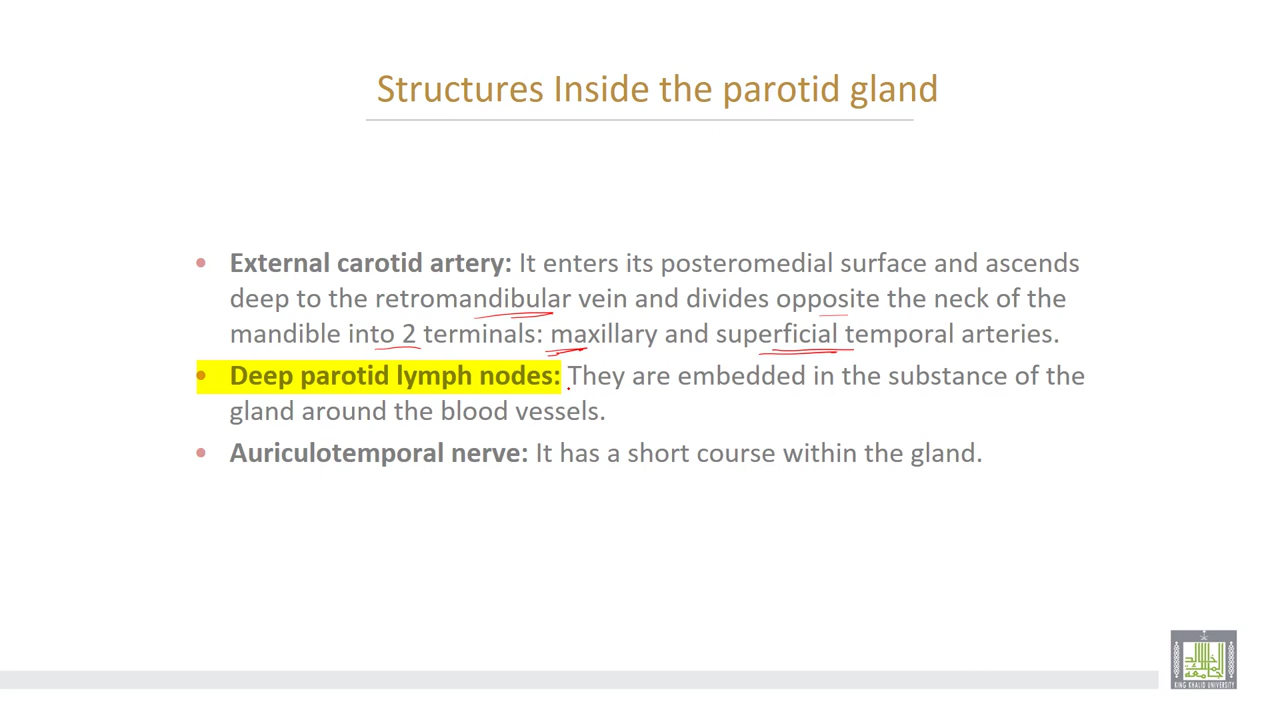 Structures Inside the parotid gland
• External carotid artery: It enters its posteromedial surface and ascends
deep to the retromandibular vein and divides opposite the neck of the
mandible into 2 terminals: maxillary and superficial temporal arteries.
• Deep parotid lymph nodes: They are embedded in the substance of the
gland around the blood vessels.
• Auriculotemporal nerve: It has a short course within the gland.
KING KHALID UNIVERSITY